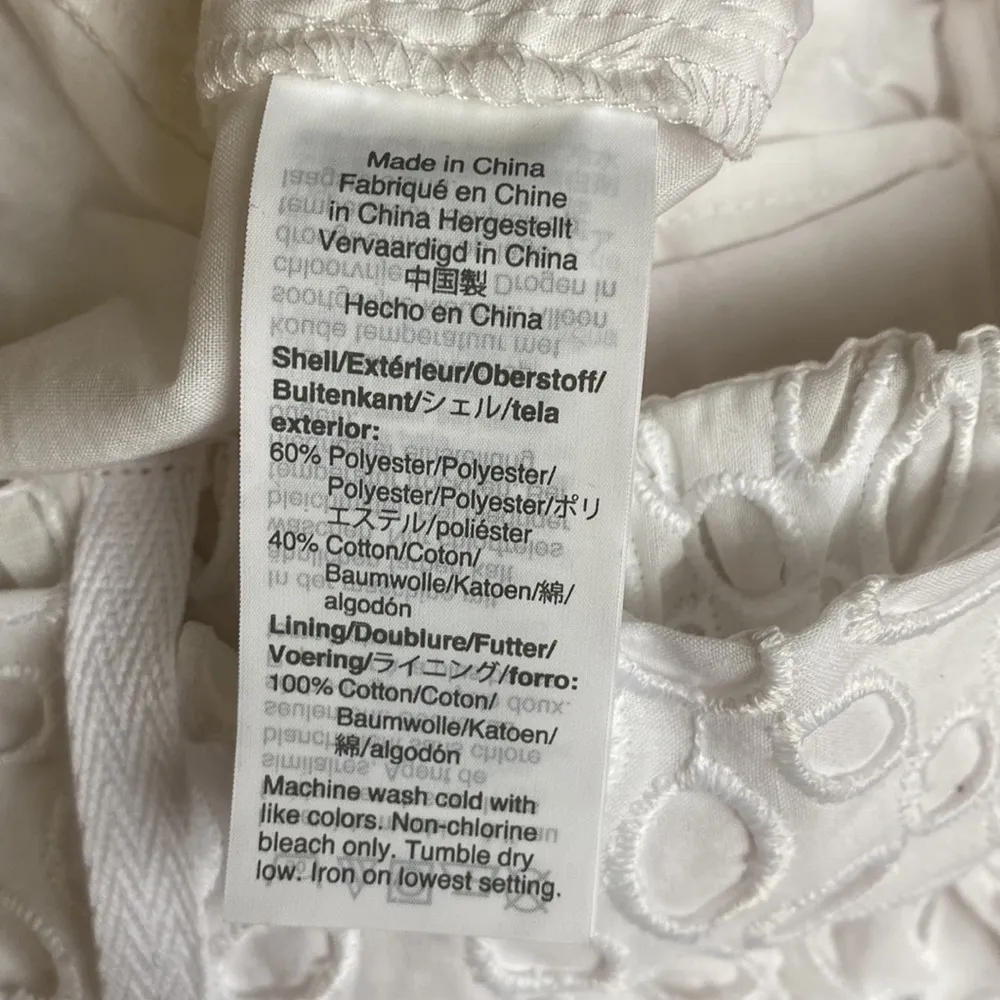 Made in China
Fabriqué en Chine
in China Hergestellt
Vervaardigd in China
中国製
Hecho en China
Shell/Extérieur/Oberstoff/
Buitenkant/シェル/tela
exterior:
60% Polyester/Polyester/
Polyester/Polyester/ポリ
エステル/poliéster
40% Cotton/Coton/
Baumwolle/Katoen/綿/
algodón
Lining/Doublure/Futter/
Voering/ライニング/forro:
100% Cotton/Coton/
Baumwolle/Katoen/
綿/algodón
Machine wash cold with
like colors. Non-chlorine
bleach only. Tumble dry
low. Iron on lowest setting.